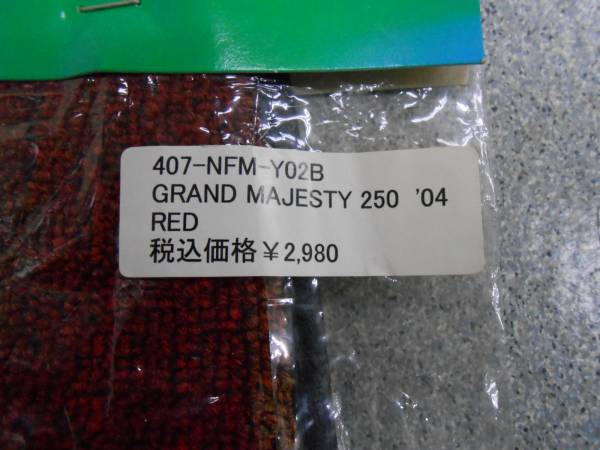 407-NFM-Y02B
GRAND MAJESTY 250 '04
RED
税込価格￥2,980